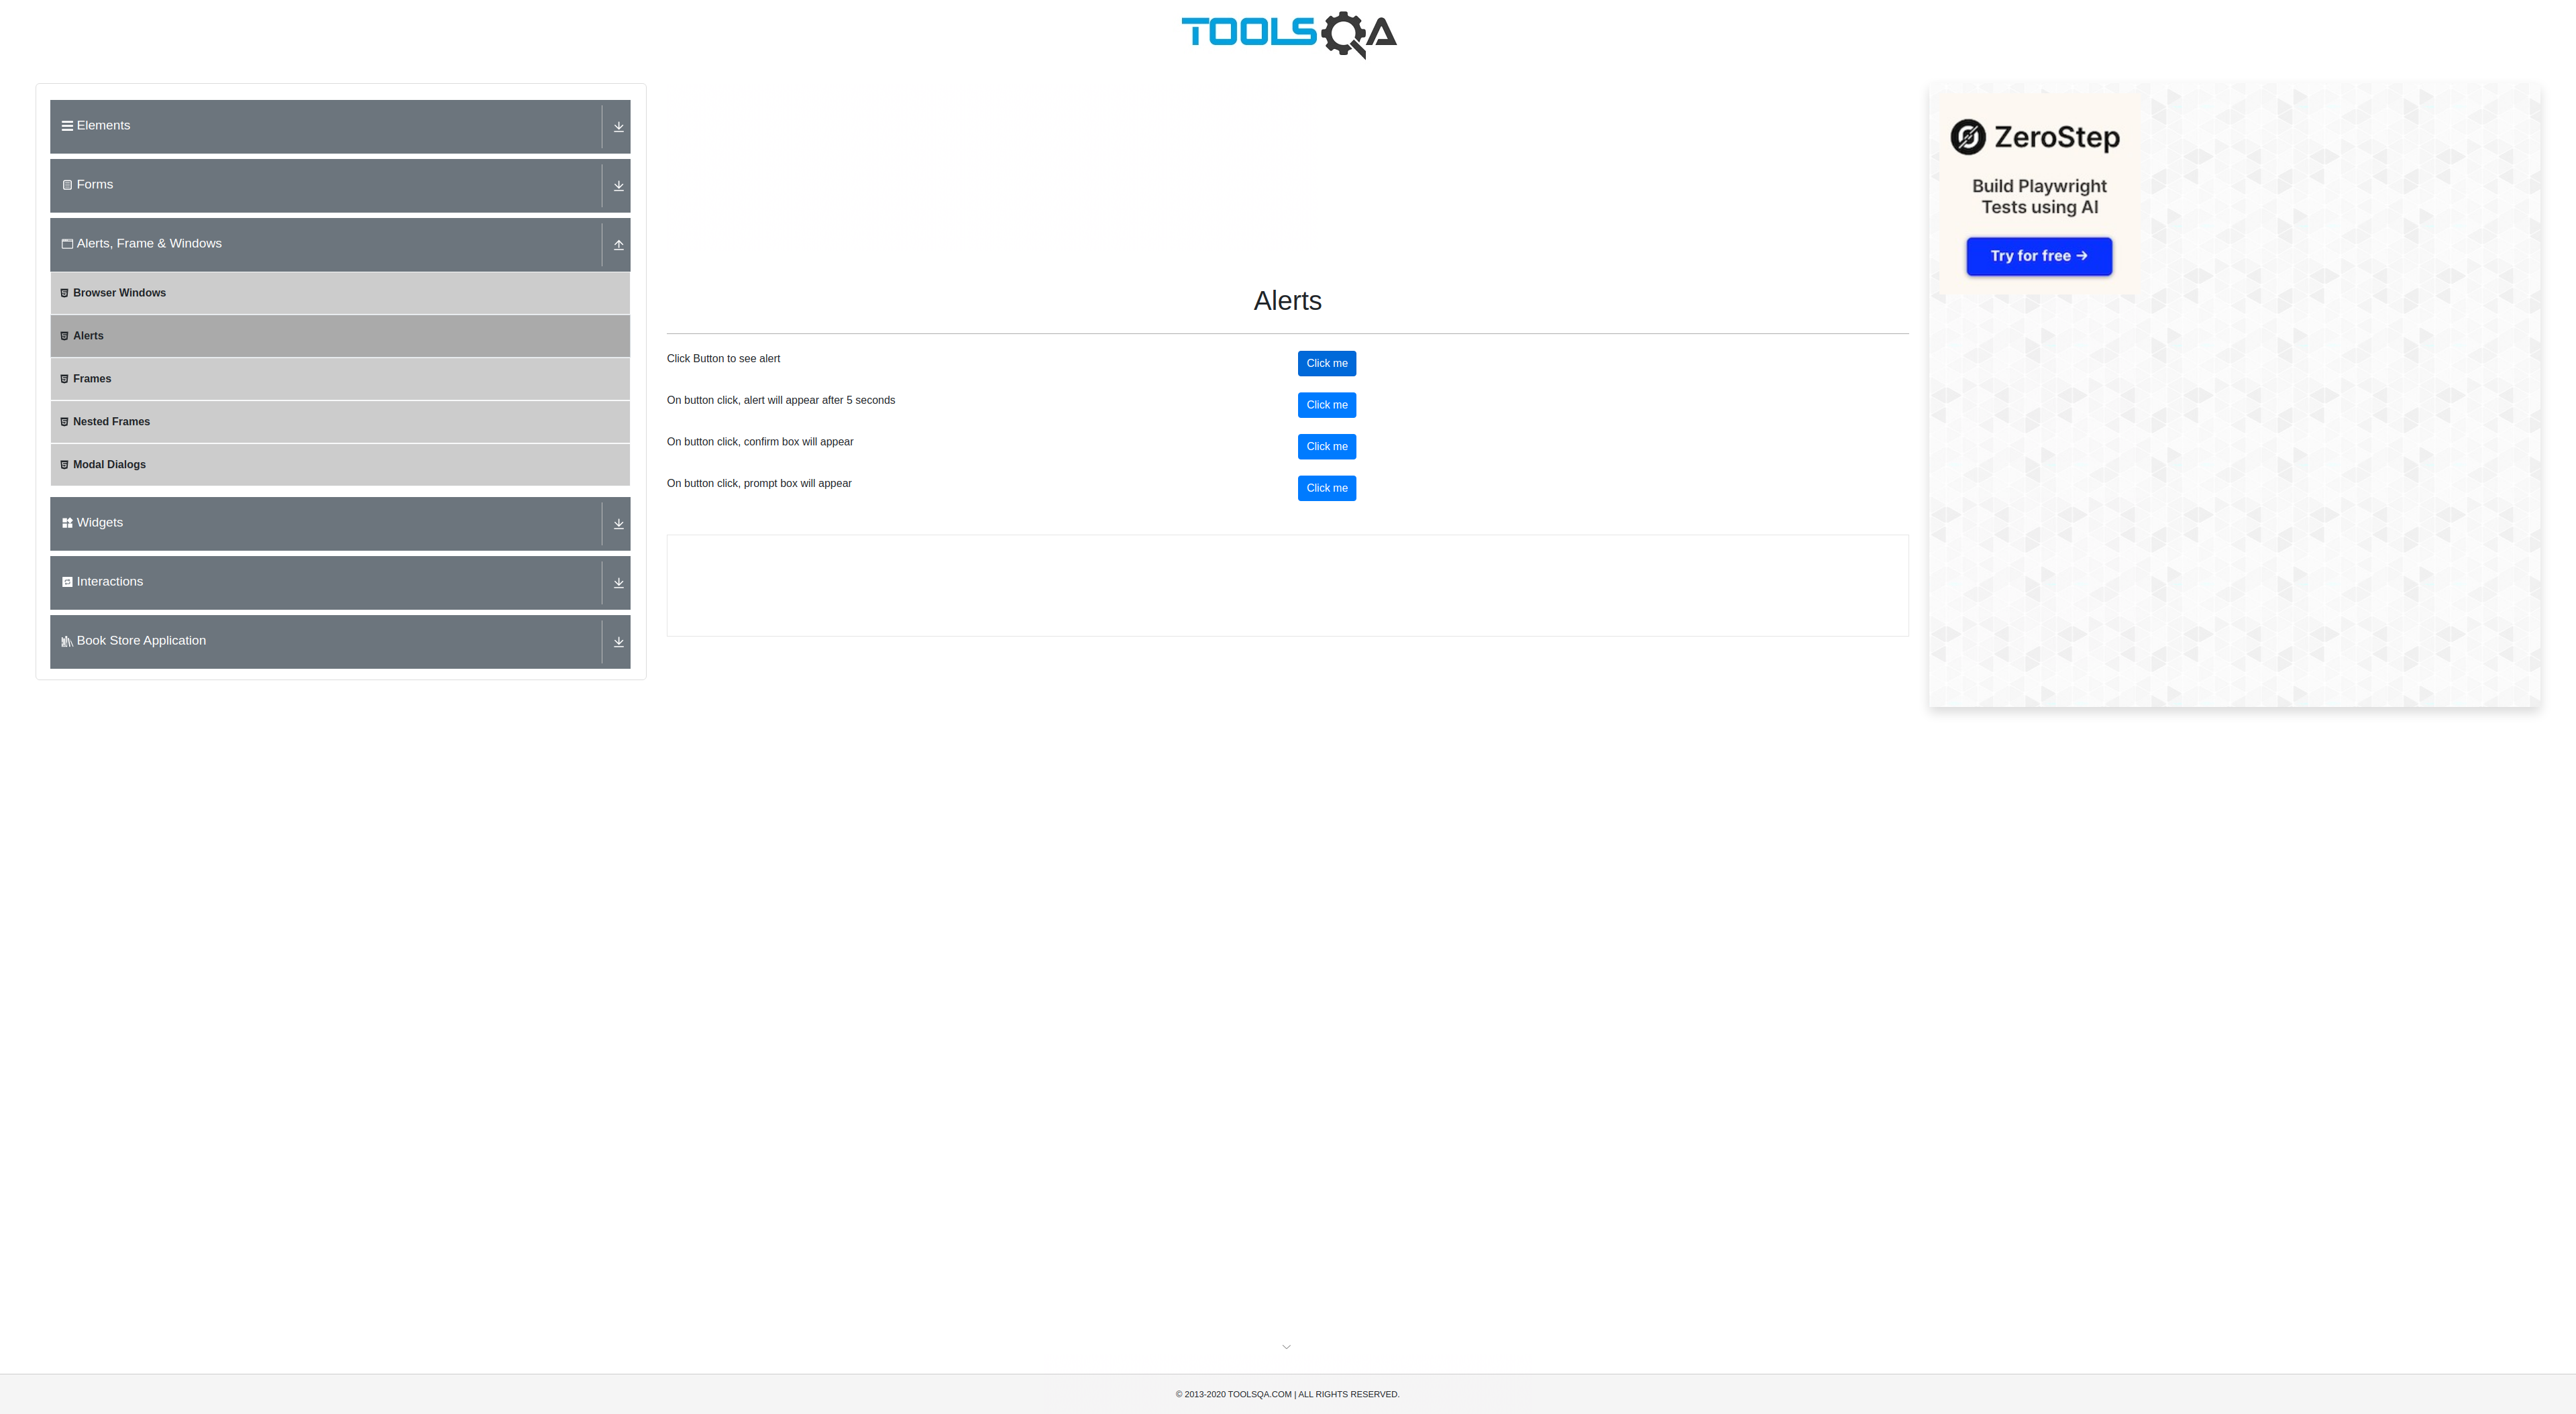 TOOLSQA
Elements
Forms
Alerts, Frame & Windows
Browser Windows
Alerts
Frames
Nested Frames
Modal Dialogs
Widgets
Interactions
Book Store Application
Alerts
Click Button to see alert
Click me
On button click, alert will appear after 5 seconds
Click me
On button click, confirm box will appear
Click me
On button click, prompt box will appear
Click me
ZeroStep
Build Playwright
Tests using AI
Try for free →
© 2013-2020 TOOLSQA.COM | ALL RIGHTS RESERVED.